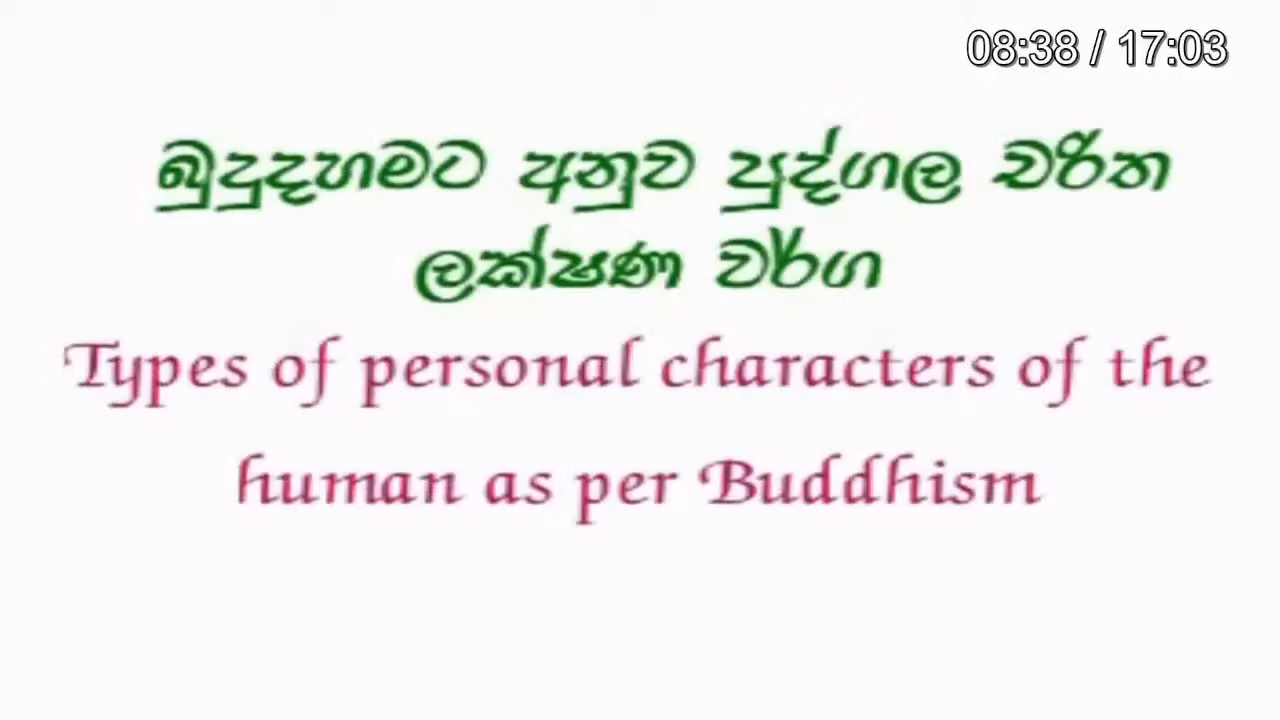 08:38 / 17:03
බුදුදහමට අනුව පුද්ගල චරිත
ලක්ෂණ වර්ග
Types of personal characters of the
human as per Buddhism